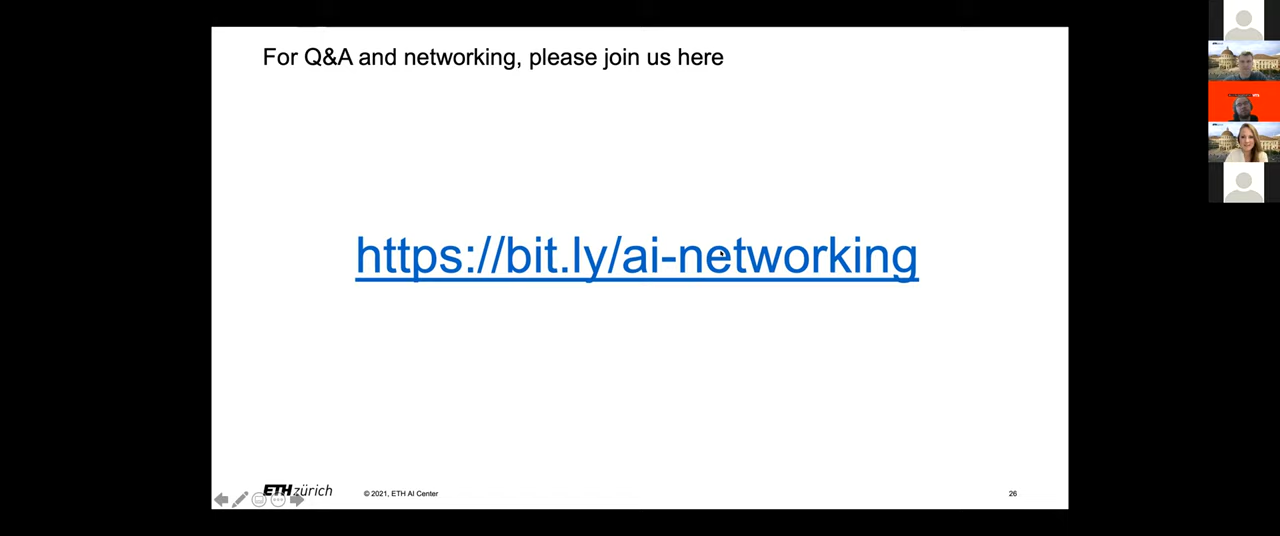 For Q&A and networking, please join us here
https://bit.ly/ai-networking
ETH zürich
© 2021, ETH AI Center
26